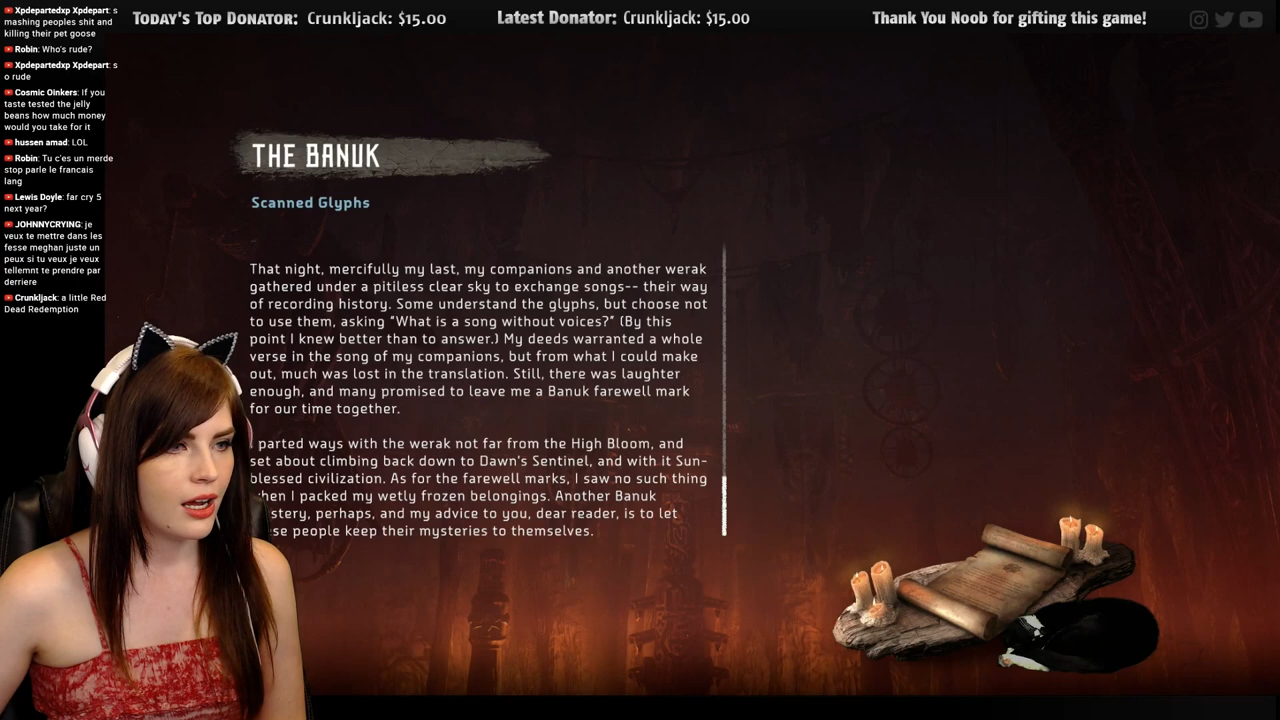 Today's Top Donator: Crunkljack: $15.00
Latest Donator: Crunkljack: $15.00
Thank You Noob for gifting this game!
Xpdepartedxp Xpdepart: s
mashing people shit and
killing their pet goose
Robin: Who's rude?
Xpdepartedxp Xpdepart: s
o rude
Cosmic Oinkers: If you
taste tested the jelly
beans how much money
would you take for it
hussen amad: LOL
Robin: Tu c'es un merde
stop parle le francais
lang
Lewis Doyle: far cry 5
next year?
JOHNNYCRYING: je
veux te mettre dans les
fesse meghan juste un
peux si tu veux je veux
tellemnt te prendre par
derriere
Crunkljack: a little Red
Dead Redemption
THE BANUK
Scanned Glyphs
That night, mercifully my last, my companions and another werak
gathered under a pitiless clear sky to exchange songs-- their way
of recording history. Some understand the glyphs, but choose not
to use them, asking "What is a song without voices?" (By this
point I knew better than to answer.) My deeds warranted a whole
verse in the song of my companions, but from what I could make
out, much was lost in the translation. Still, there was laughter
enough, and many promised to leave me a Banuk farewell mark
for our time together.
I parted ways with the werak not far from the High Bloom, and
set about climbing back down to Dawn's Sentinel, and with it Sun-
blessed civilization. As for the farewell marks, I saw no such thing
when I packed my wetly frozen belongings. Another Banuk
stery, perhaps, and my advice to you, dear reader, is to let
se people keep their mysteries to themselves.